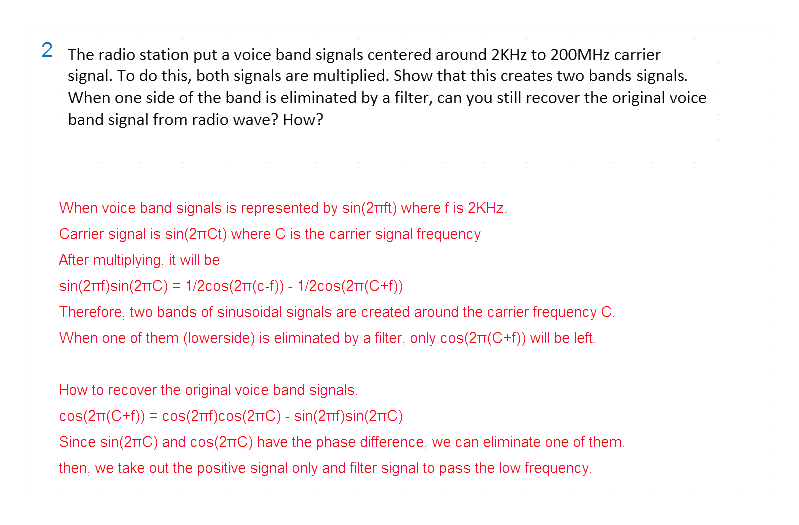 2 The radio station put a voice band signals centered around 2KHz to 200MHz carrier
signal. To do this, both signals are multiplied. Show that this creates two bands signals.
When one side of the band is eliminated by a filter, can you still recover the original voice
band signal from radio wave? How?
When voice band signals is represented by sin(2πft) where f is 2KHz.
Carrier signal is sin(2πCt) where C is the carrier signal frequency
After multiplying, it will be
sin(2πf)sin(2πC) = 1/2cos(2π(c-f)) - 1/2cos(2π(C+f))
Therefore, two bands of sinusoidal signals are created around the carrier frequency C.
When one of them (lowerside) is eliminated by a filter, only cos(2π(C+f)) will be left.
How to recover the original voice band signals.
cos(2π(C+f)) = cos(2πf)cos(2πC) - sin(2πf)sin(2πC)
Since sin(2πC) and cos(2πC) have the phase difference, we can eliminate one of them.
then, we take out the positive signal only and filter signal to pass the low frequency.